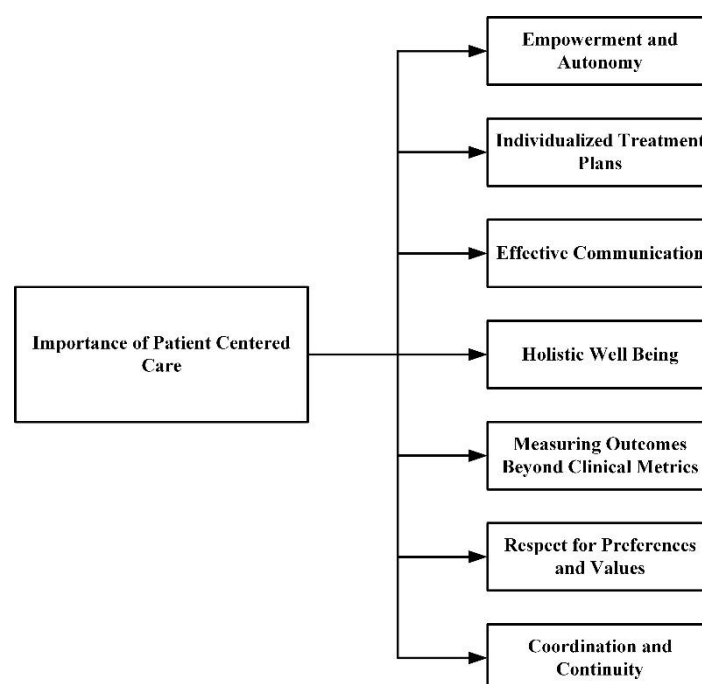 Empowerment and
Autonomy
Individualized Treatment
Plans
Effective Communication
Importance of Patient Centered
Care
Holistic Well Being
Measuring Outcomes
Beyond Clinical Metrics
Respect for Preferences
and Values
Coordination and
Continuity